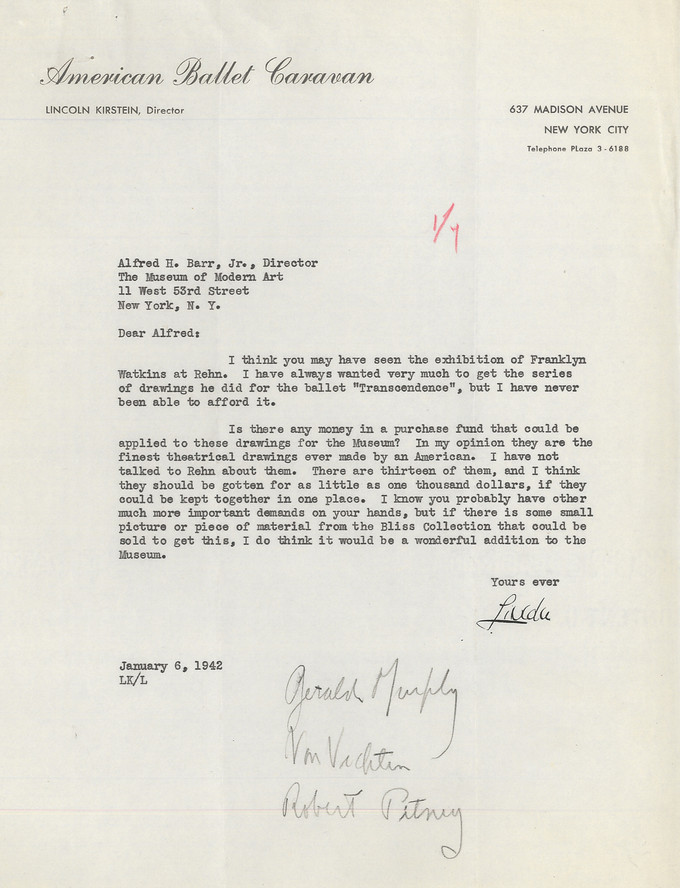 American Ballet Caravan
LINCOLN KIRSTEIN, Director
637 MADISON AVENUE
NEW YORK CITY
Telephone PLaza 3-6188
1/7
Alfred H. Barr, Jr., Director
The Museum of Modern Art
11 West 53rd Street
New York, N. Y.
Dear Alfred:
I think you may have seen the exhibition of Franklyn
Watkins at Rehn. I have always wanted very much to get the series
of drawings he did for the ballet "Transcendence", but I have never
been able to afford it.
Is there any money in a purchase fund that could be
applied to these drawings for the Museum? In my opinion they are the
finest theatrical drawings ever made by an American. I have not
talked to Rehn about them. There are thirteen of them, and I think
they should be gotten for as little as one thousand dollars, if they
could be kept together in one place. I know you probably have other
much more important demands on your hands, but if there is some small
picture or piece of material from the Bliss Collection that could be
sold to get this, I do think it would be a wonderful addition to the
Museum.
Yours ever
January 6, 1942
LK/L
Gerald Murphy
Van Vechten
Robert Pitney